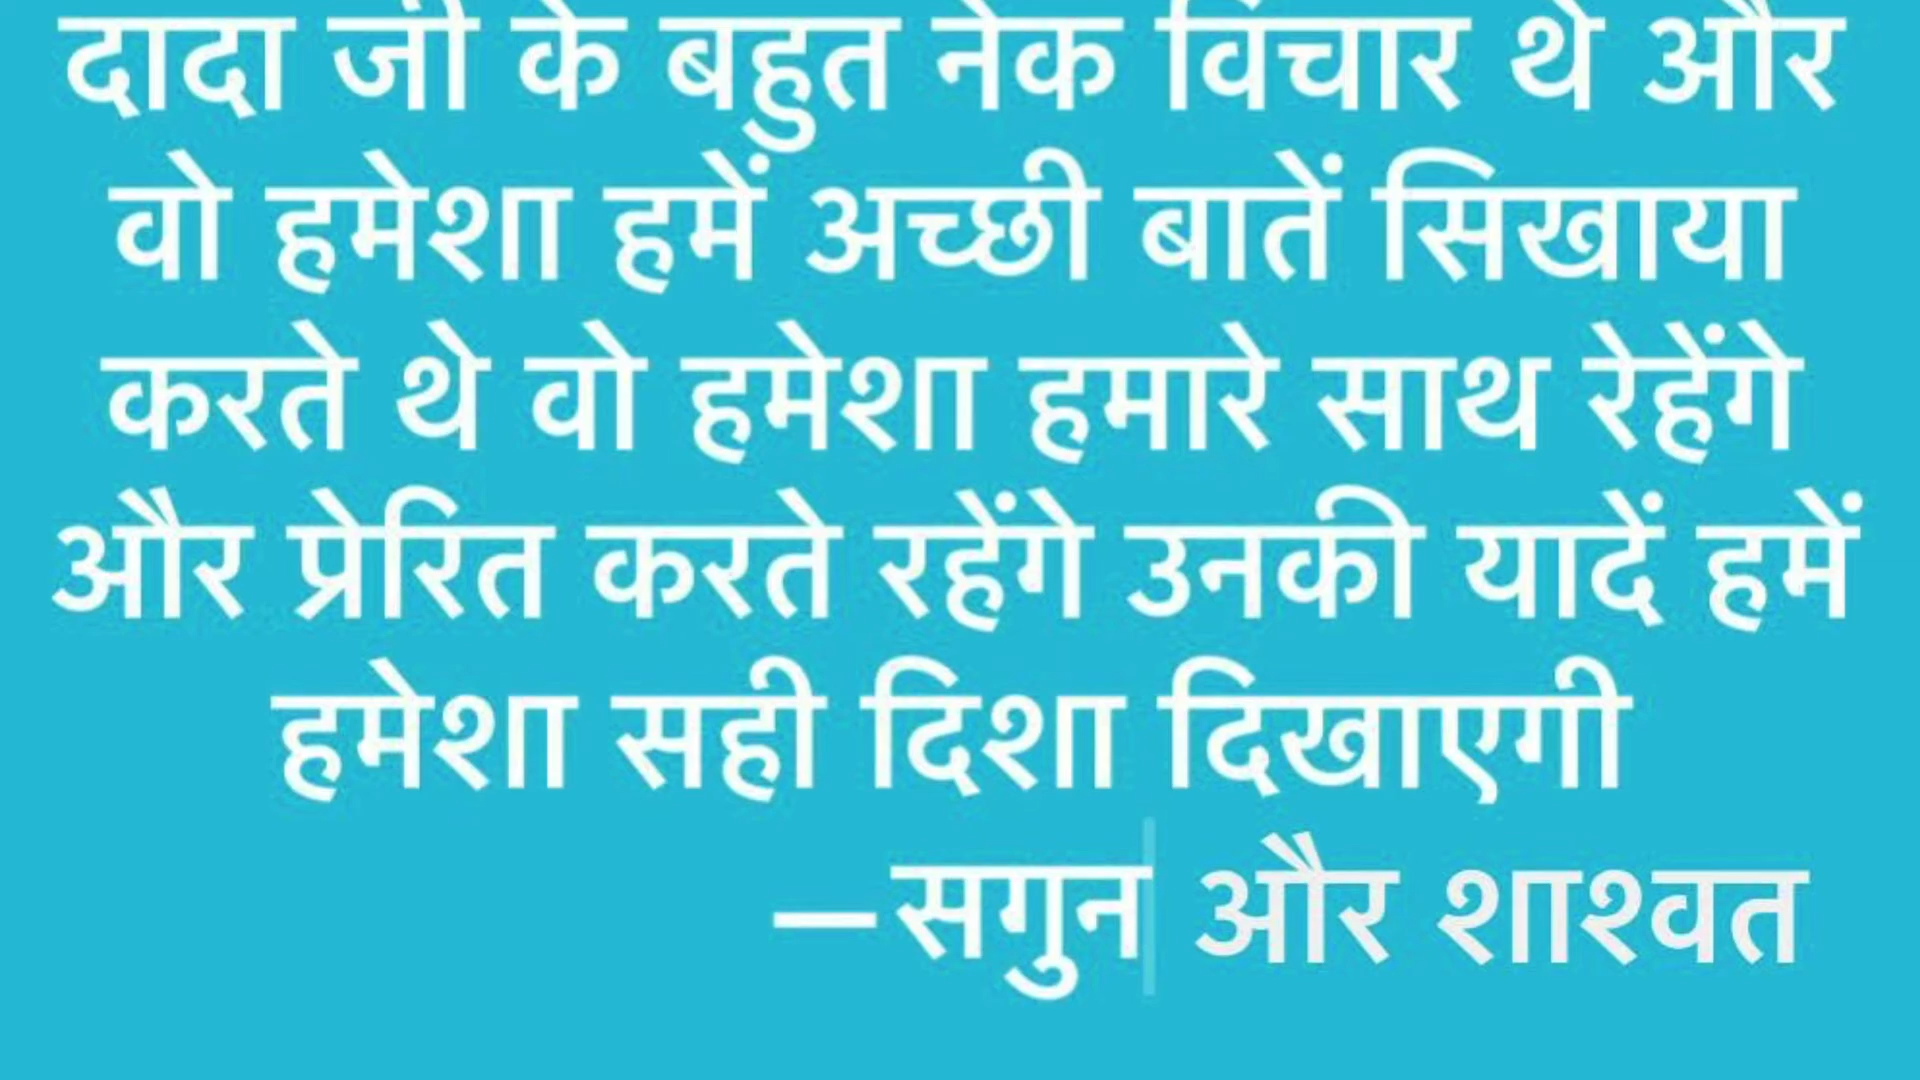 दादा जी के बहुत नेक विचार थे और
वो हमेशा हमें अच्छी बातें सिखाया
करते थे वो हमेशा हमारे साथ रेहेंगे
और प्रेरित करते रहेंगे उनकी यादें हमें
हमेशा सही दिशा दिखाएगी
—सगुन और शाश्वत